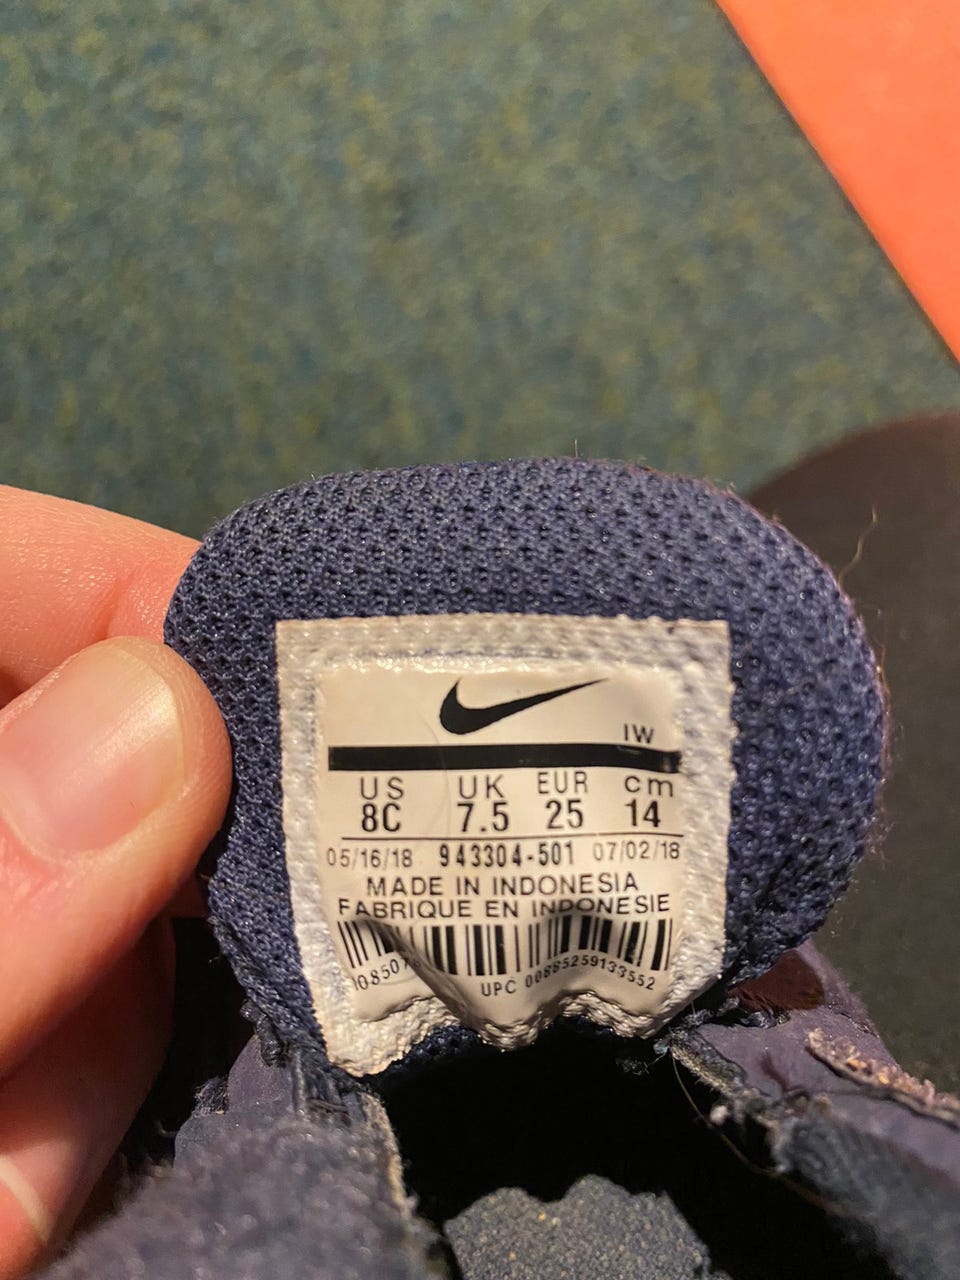 IW
US UK EUR cm
8C 7.5 25 14
05/16/18 943304-501 07/02/18
MADE IN INDONESIA
FABRIQUE EN INDONESIE
UPC 00885259133552